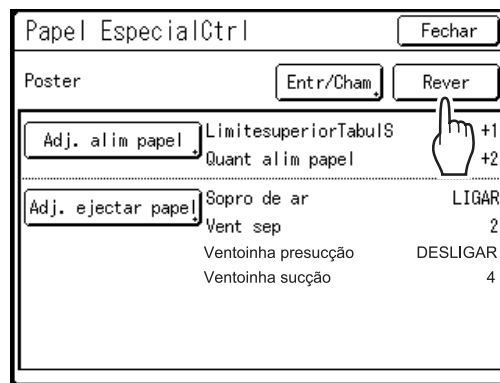 Papel EspecialCtrl Fechar
Poster Entr/Cham Rever
Adj. alim papel LimitesuperiorTabulS +1
Quant alim papel +2
Adj. ejectar papel Sopro de ar LIGAR
Vent sep 2
Ventoinha presucção DESLIGAR
Ventoinha sucção 4